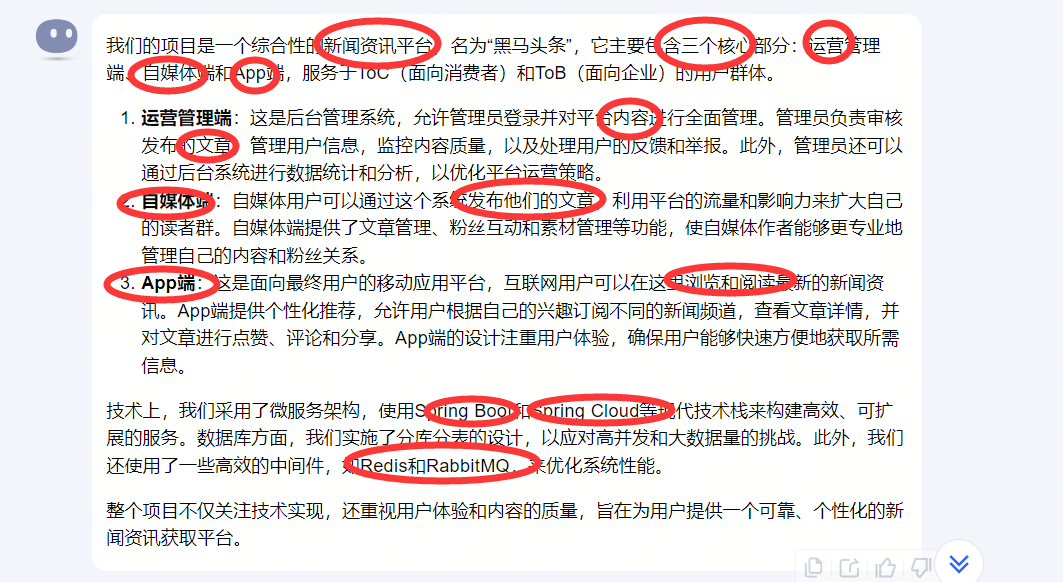 我们的项目是一个综合性的新闻资讯平台，名为“黑马头条”，它主要包含三个核心部分：运营管理
端、自媒体端和App端，服务于ToC（面向消费者）和ToB（面向企业）的用户群体。
1. 运营管理端：这是后台管理系统，允许管理员登录并对平台内容进行全面管理。管理员负责审核
发布的文章，管理用户信息，监控内容质量，以及处理用户的反馈和举报。此外，管理员还可以
通过后台系统进行数据统计和分析，以优化平台运营策略。
2. 自媒体端：自媒体用户可以通过这个系统发布他们的文章，利用平台的流量和影响力来扩大自己
的读者群。自媒体端提供了文章管理、粉丝互动和素材管理等功能，使自媒体作者能够更专业地
管理自己的内容和粉丝关系。
3. App端：这是面向最终用户的移动应用平台，互联网用户可以在这里浏览和阅读最新的新闻资
讯。App端提供个性化推荐，允许用户根据自己的兴趣订阅不同的新闻频道，查看文章详情，并
对文章进行点赞、评论和分享。App端的设计注重用户体验，确保用户能够快速方便地获取所需
信息。
技术上，我们采用了微服务架构，使用Spring Boot和Spring Cloud等现代技术栈来构建高效、可扩
展的服务。数据库方面，我们实施了分库分表的设计，以应对高并发和大数据量的挑战。此外，我们
还使用了一些高效的中间件，如Redis和RabbitMQ，来优化系统性能。
整个项目不仅关注技术实现，还重视用户体验和内容的质量，旨在为用户提供一个可靠、个性化的新
闻资讯获取平台。